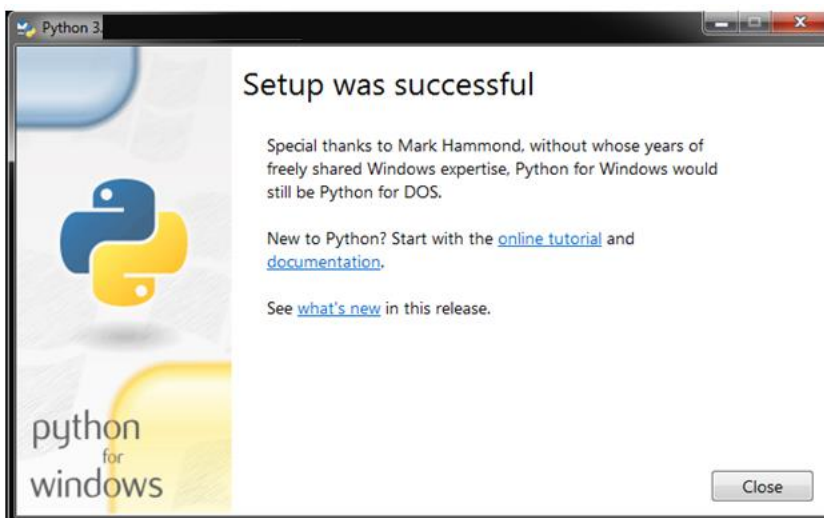 Python 3.
Setup was successful
Special thanks to Mark Hammond, without whose years of
freely shared Windows expertise, Python for Windows would
still be Python for DOS.
New to Python? Start with the online tutorial and
documentation.
See what's new in this release.
python
for
windows
Close